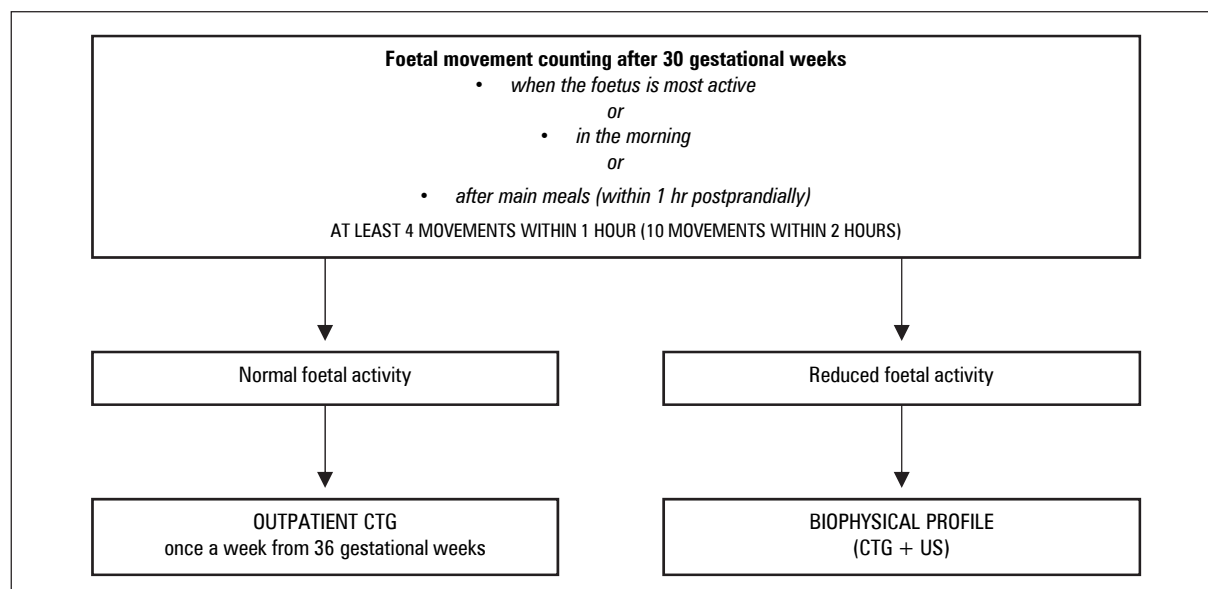 Foetal movement counting after 30 gestational weeks
• when the foetus is most active
or
• in the morning
or
• after main meals (within 1 hr postprandially)
AT LEAST 4 MOVEMENTS WITHIN 1 HOUR (10 MOVEMENTS WITHIN 2 HOURS)
Normal foetal activity
Reduced foetal activity
OUTPATIENT CTG
once a week from 36 gestational weeks
BIOPHYSICAL PROFILE
(CTG + US)